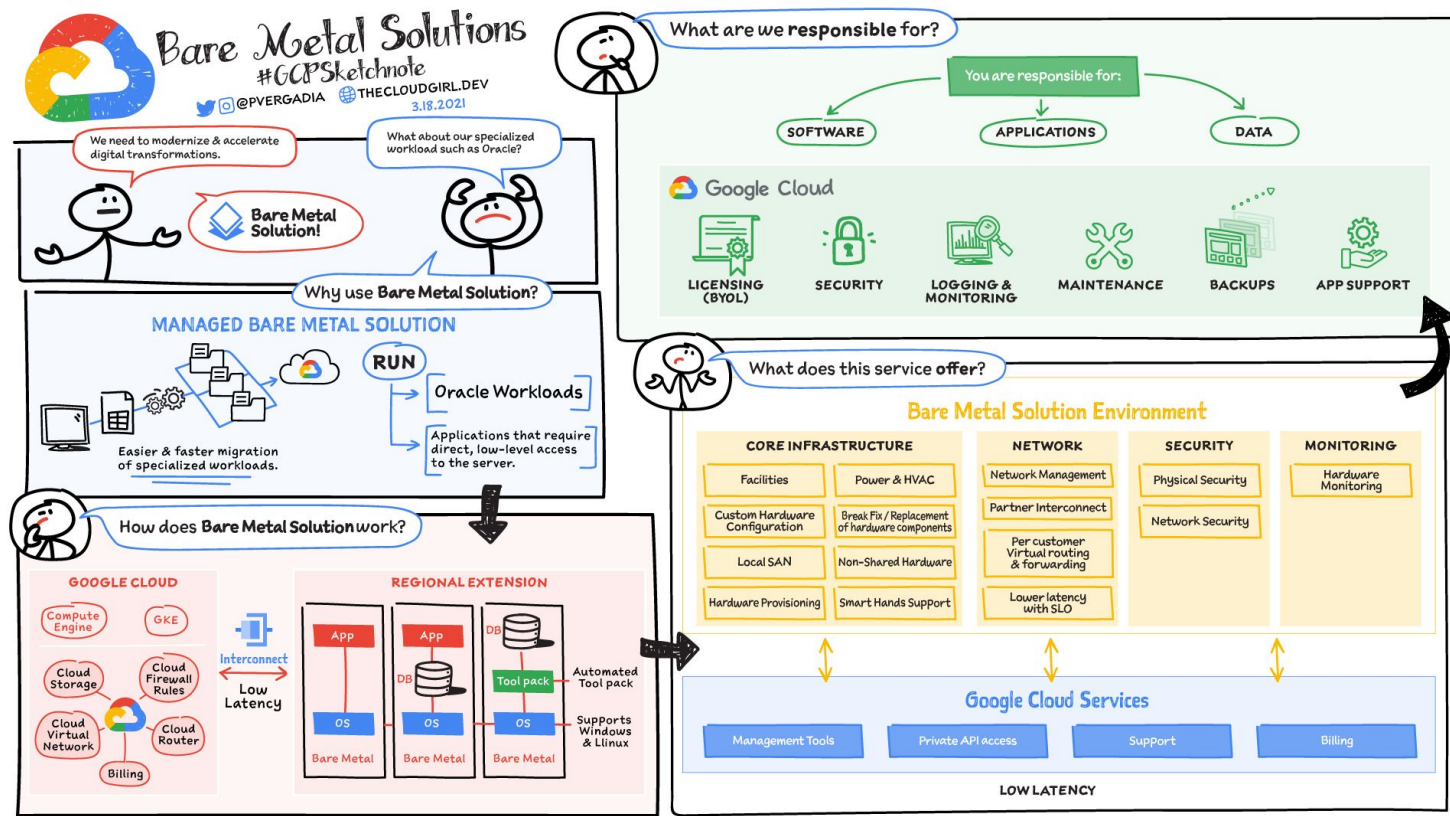 Bare Metal Solutions
#GCPSketchnote
@PVERGADIA
THECLOUDGIRL.DEV
3.18.2021
We need to modernize & accelerate
digital transformations.
What about our specialized
workload such as Oracle?
Bare Metal
Solution!
Why use Bare Metal Solution?
MANAGED BARE METAL SOLUTION
Easier & faster migration
of specialized workloads.
RUN
Oracle Workloads
Applications that require
direct, low-level access
to the server.
How does Bare Metal Solution work?
GOOGLE CLOUD
Compute
Engine
GKE
Cloud
Storage
Cloud
Firewall
Rules
Cloud
Virtual
Network
Cloud
Router
Billing
Interconnect
Low
Latency
REGIONAL EXTENSION
App
OS
Bare Metal
App
DB
OS
Bare Metal
DB
Tool pack
OS
Bare Metal
Automated
Tool pack
Supports
Windows
& Llinux
What are we responsible for?
You are responsible for:
SOFTWARE
APPLICATIONS
DATA
Google Cloud
LICENSING
(BYOL)
SECURITY
LOGGING &
MONITORING
MAINTENANCE
BACKUPS
APP SUPPORT
What does this service offer?
Bare Metal Solution Environment
CORE INFRASTRUCTURE
Facilities
Power & HVAC
Custom Hardware
Configuration
Break Fix / Replacement
of hardware components
Local SAN
Non-Shared Hardware
Hardware Provisioning
Smart Hands Support
NETWORK
Network Management
Partner Interconnect
Per customer
Virtual routing
& forwarding
Lower latency
with SLO
SECURITY
Physical Security
Network Security
MONITORING
Hardware
Monitoring
Google Cloud Services
Management Tools
Private API access
Support
Billing
LOW LATENCY